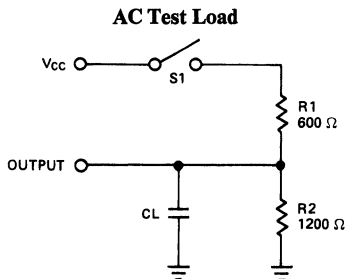 AC Test Load
VCC
S1
R1
600 Ω
OUTPUT
CL
R2
1200 Ω